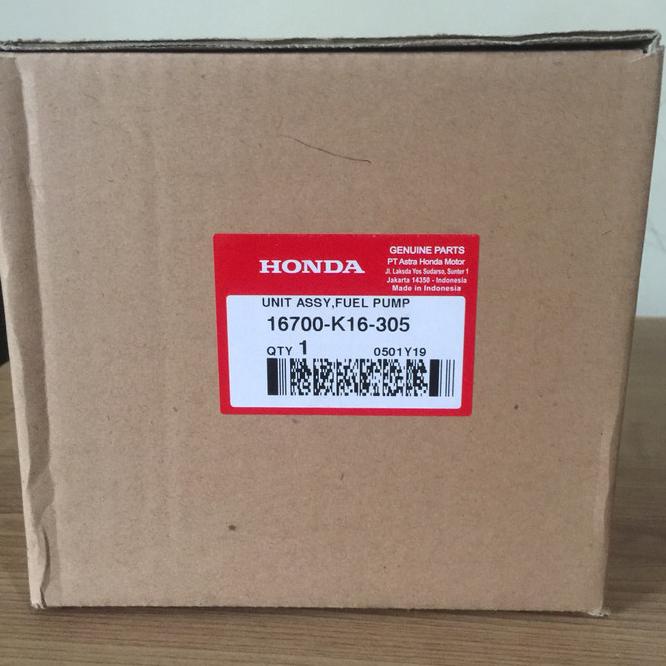 HONDA
GENUINE PARTS
PT Astra Honda Motor
Jl. Laksda Yos Sudarso, Sunter 1
Jakarta 14350 - Indonesia
Made in Indonesia
UNIT ASSY,FUEL PUMP
16700-K16-305
QTY 1 0501Y19